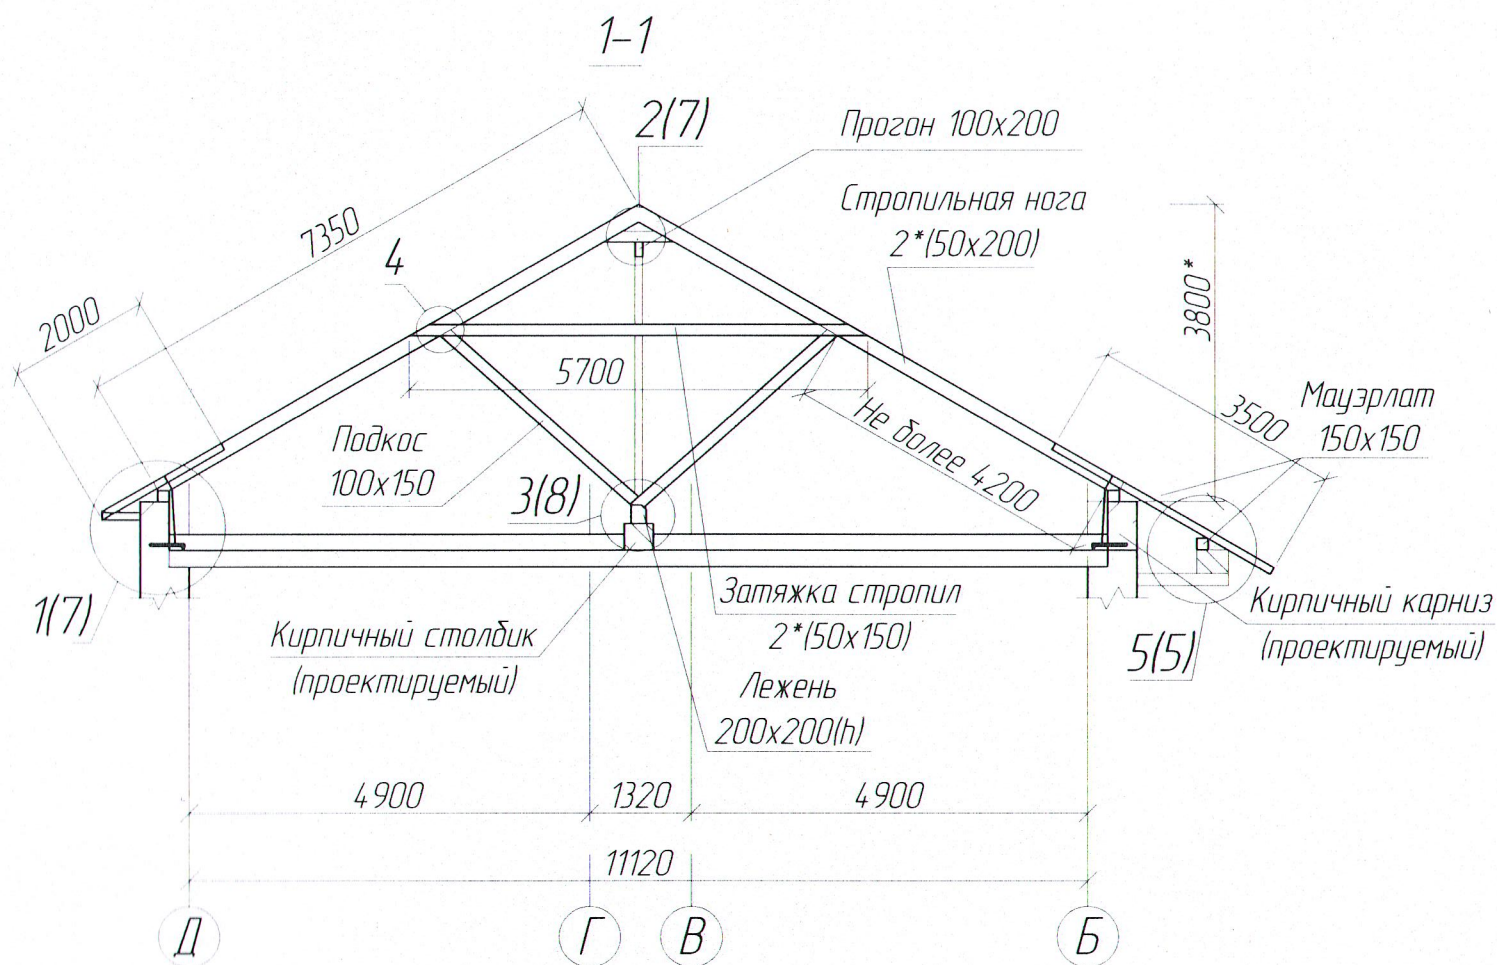 1-1
2(7)
Прогон 100х200
Стропильная нога
2*(50х200)
7350
4
3800*
2000
5700
Мауэрлат
150х150
3500
Не более 4200
Подкос
100х150
3(8)
1(7)
Затяжка стропил
2*(50х150)
Кирпичный столбик
(проектируемый)
Кирпичный карниз
(проектируемый)
5(5)
Лежень
200х200(h)
4900
1320
4900
11120
Д
Г
В
Б